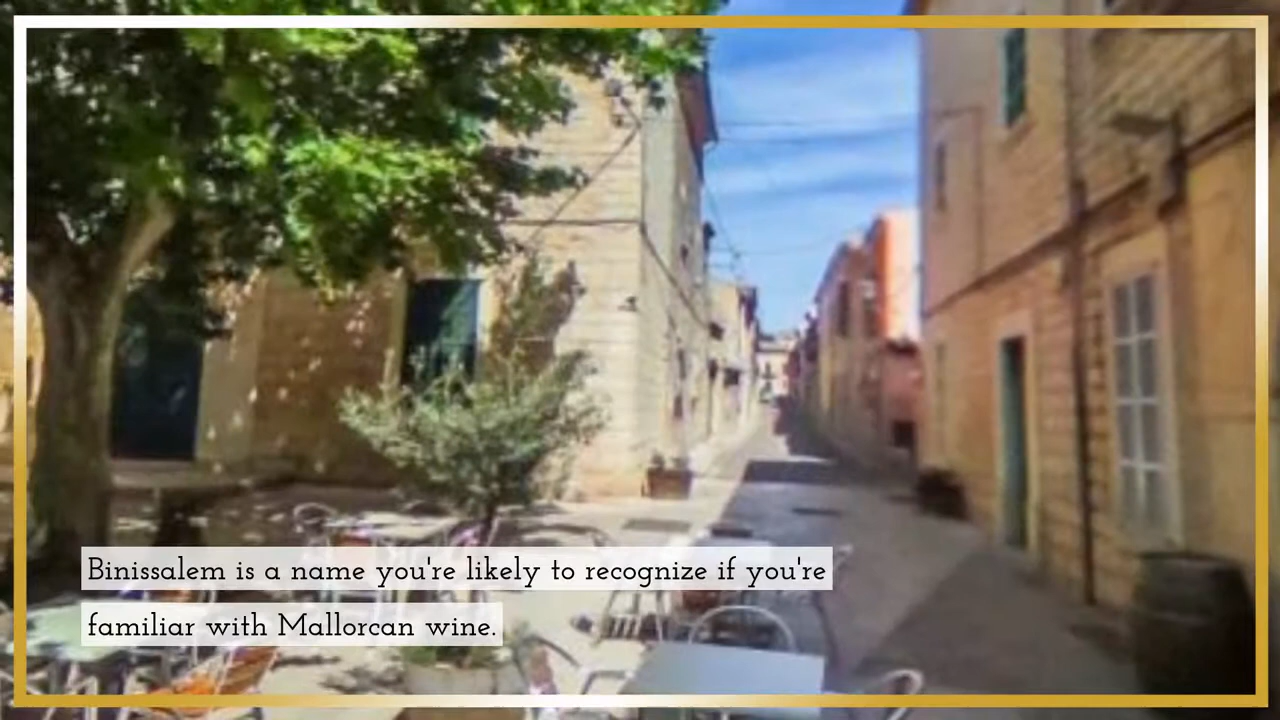 Binissalem is a name you're likely to recognize if you're
familiar with Mallorcan wine.